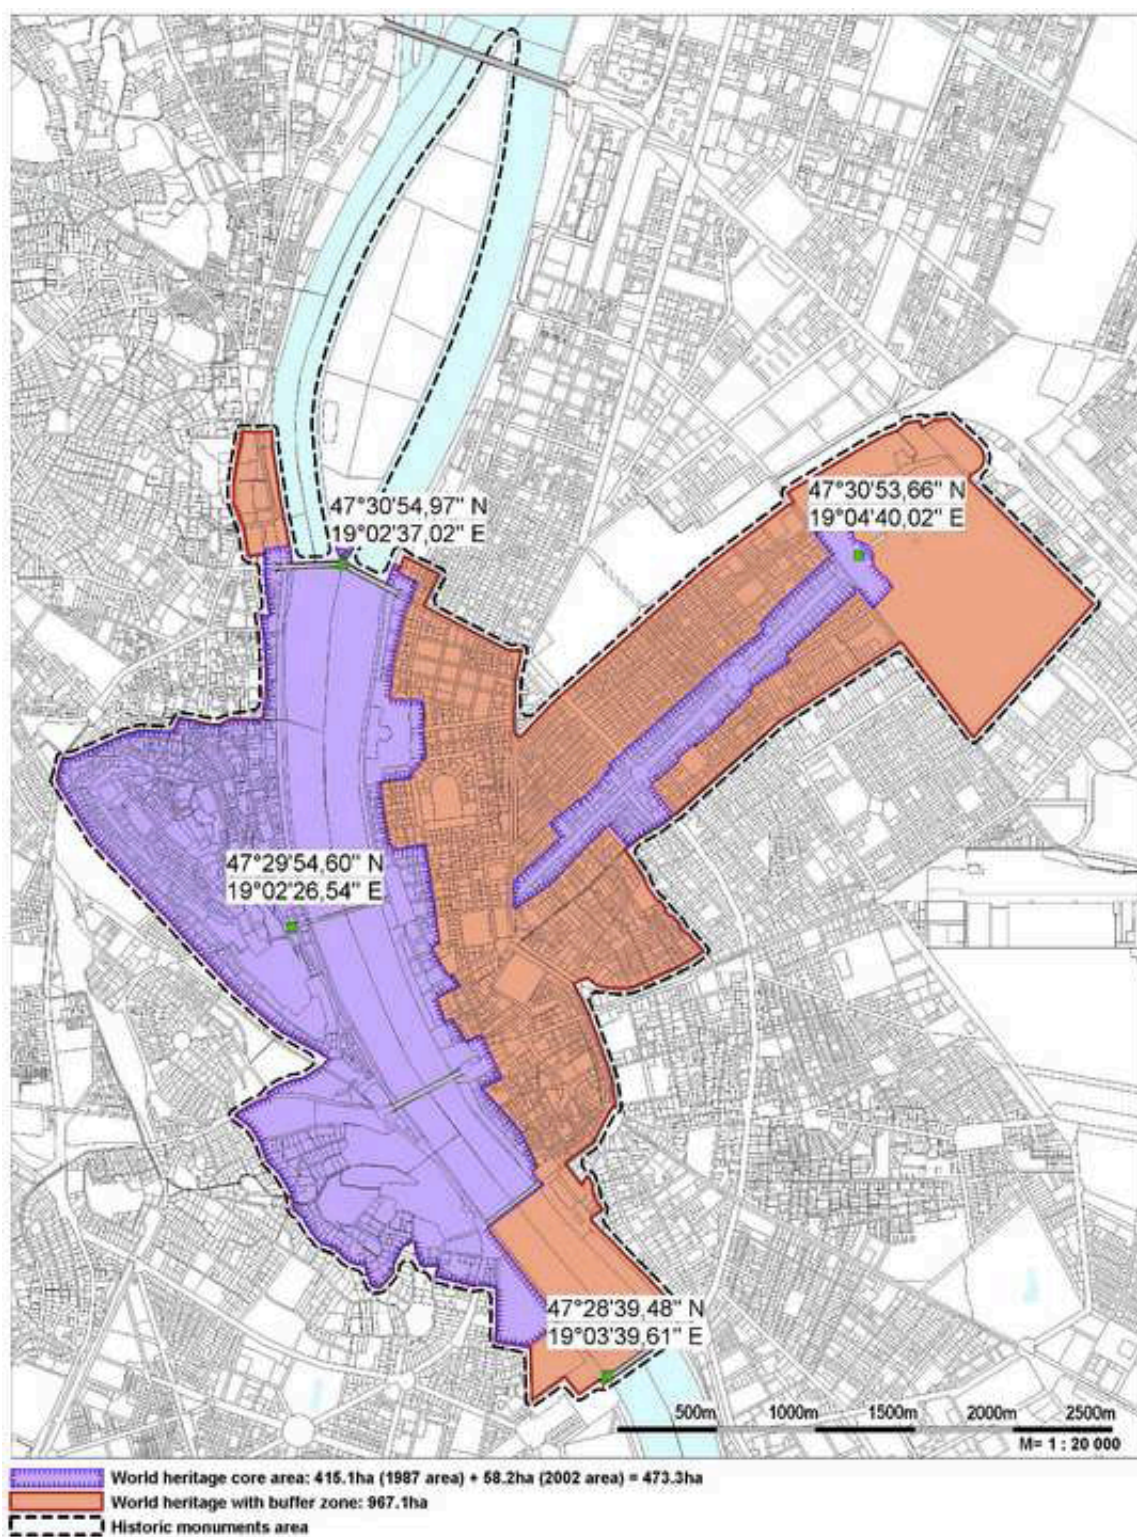 47°30'54,97" N
19°02'37,02" E
47°30'53,66" N
19°04'40,02" E
47°29'54,60" N
19°02'26,54" E
47°28'39,48" N
19°03'39,61" E
500m 1000m 1500m 2000m 2500m
M= 1 : 20 000
World heritage core area: 415.1ha (1987 area) + 58.2ha (2002 area) = 473.3ha
World heritage with buffer zone: 967.1ha
Historic monuments area